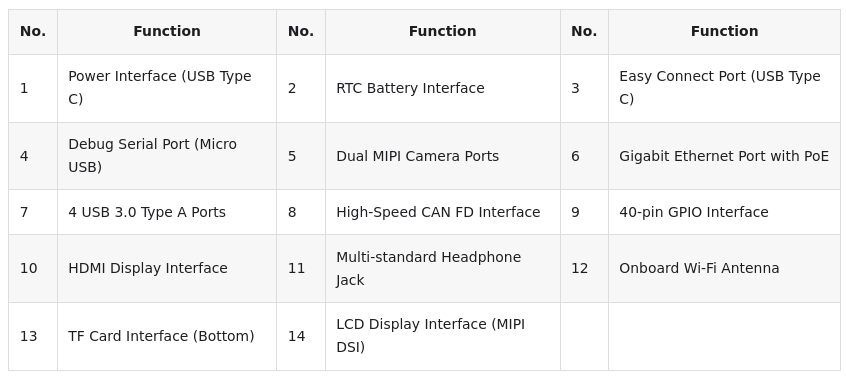 No. Function No. Function No. Function
1 Power Interface (USB Type C) 2 RTC Battery Interface 3 Easy Connect Port (USB Type C)
4 Debug Serial Port (Micro USB) 5 Dual MIPI Camera Ports 6 Gigabit Ethernet Port with PoE
7 4 USB 3.0 Type A Ports 8 High-Speed CAN FD Interface 9 40-pin GPIO Interface
10 HDMI Display Interface 11 Multi-standard Headphone Jack 12 Onboard Wi-Fi Antenna
13 TF Card Interface (Bottom) 14 LCD Display Interface (MIPI DSI)